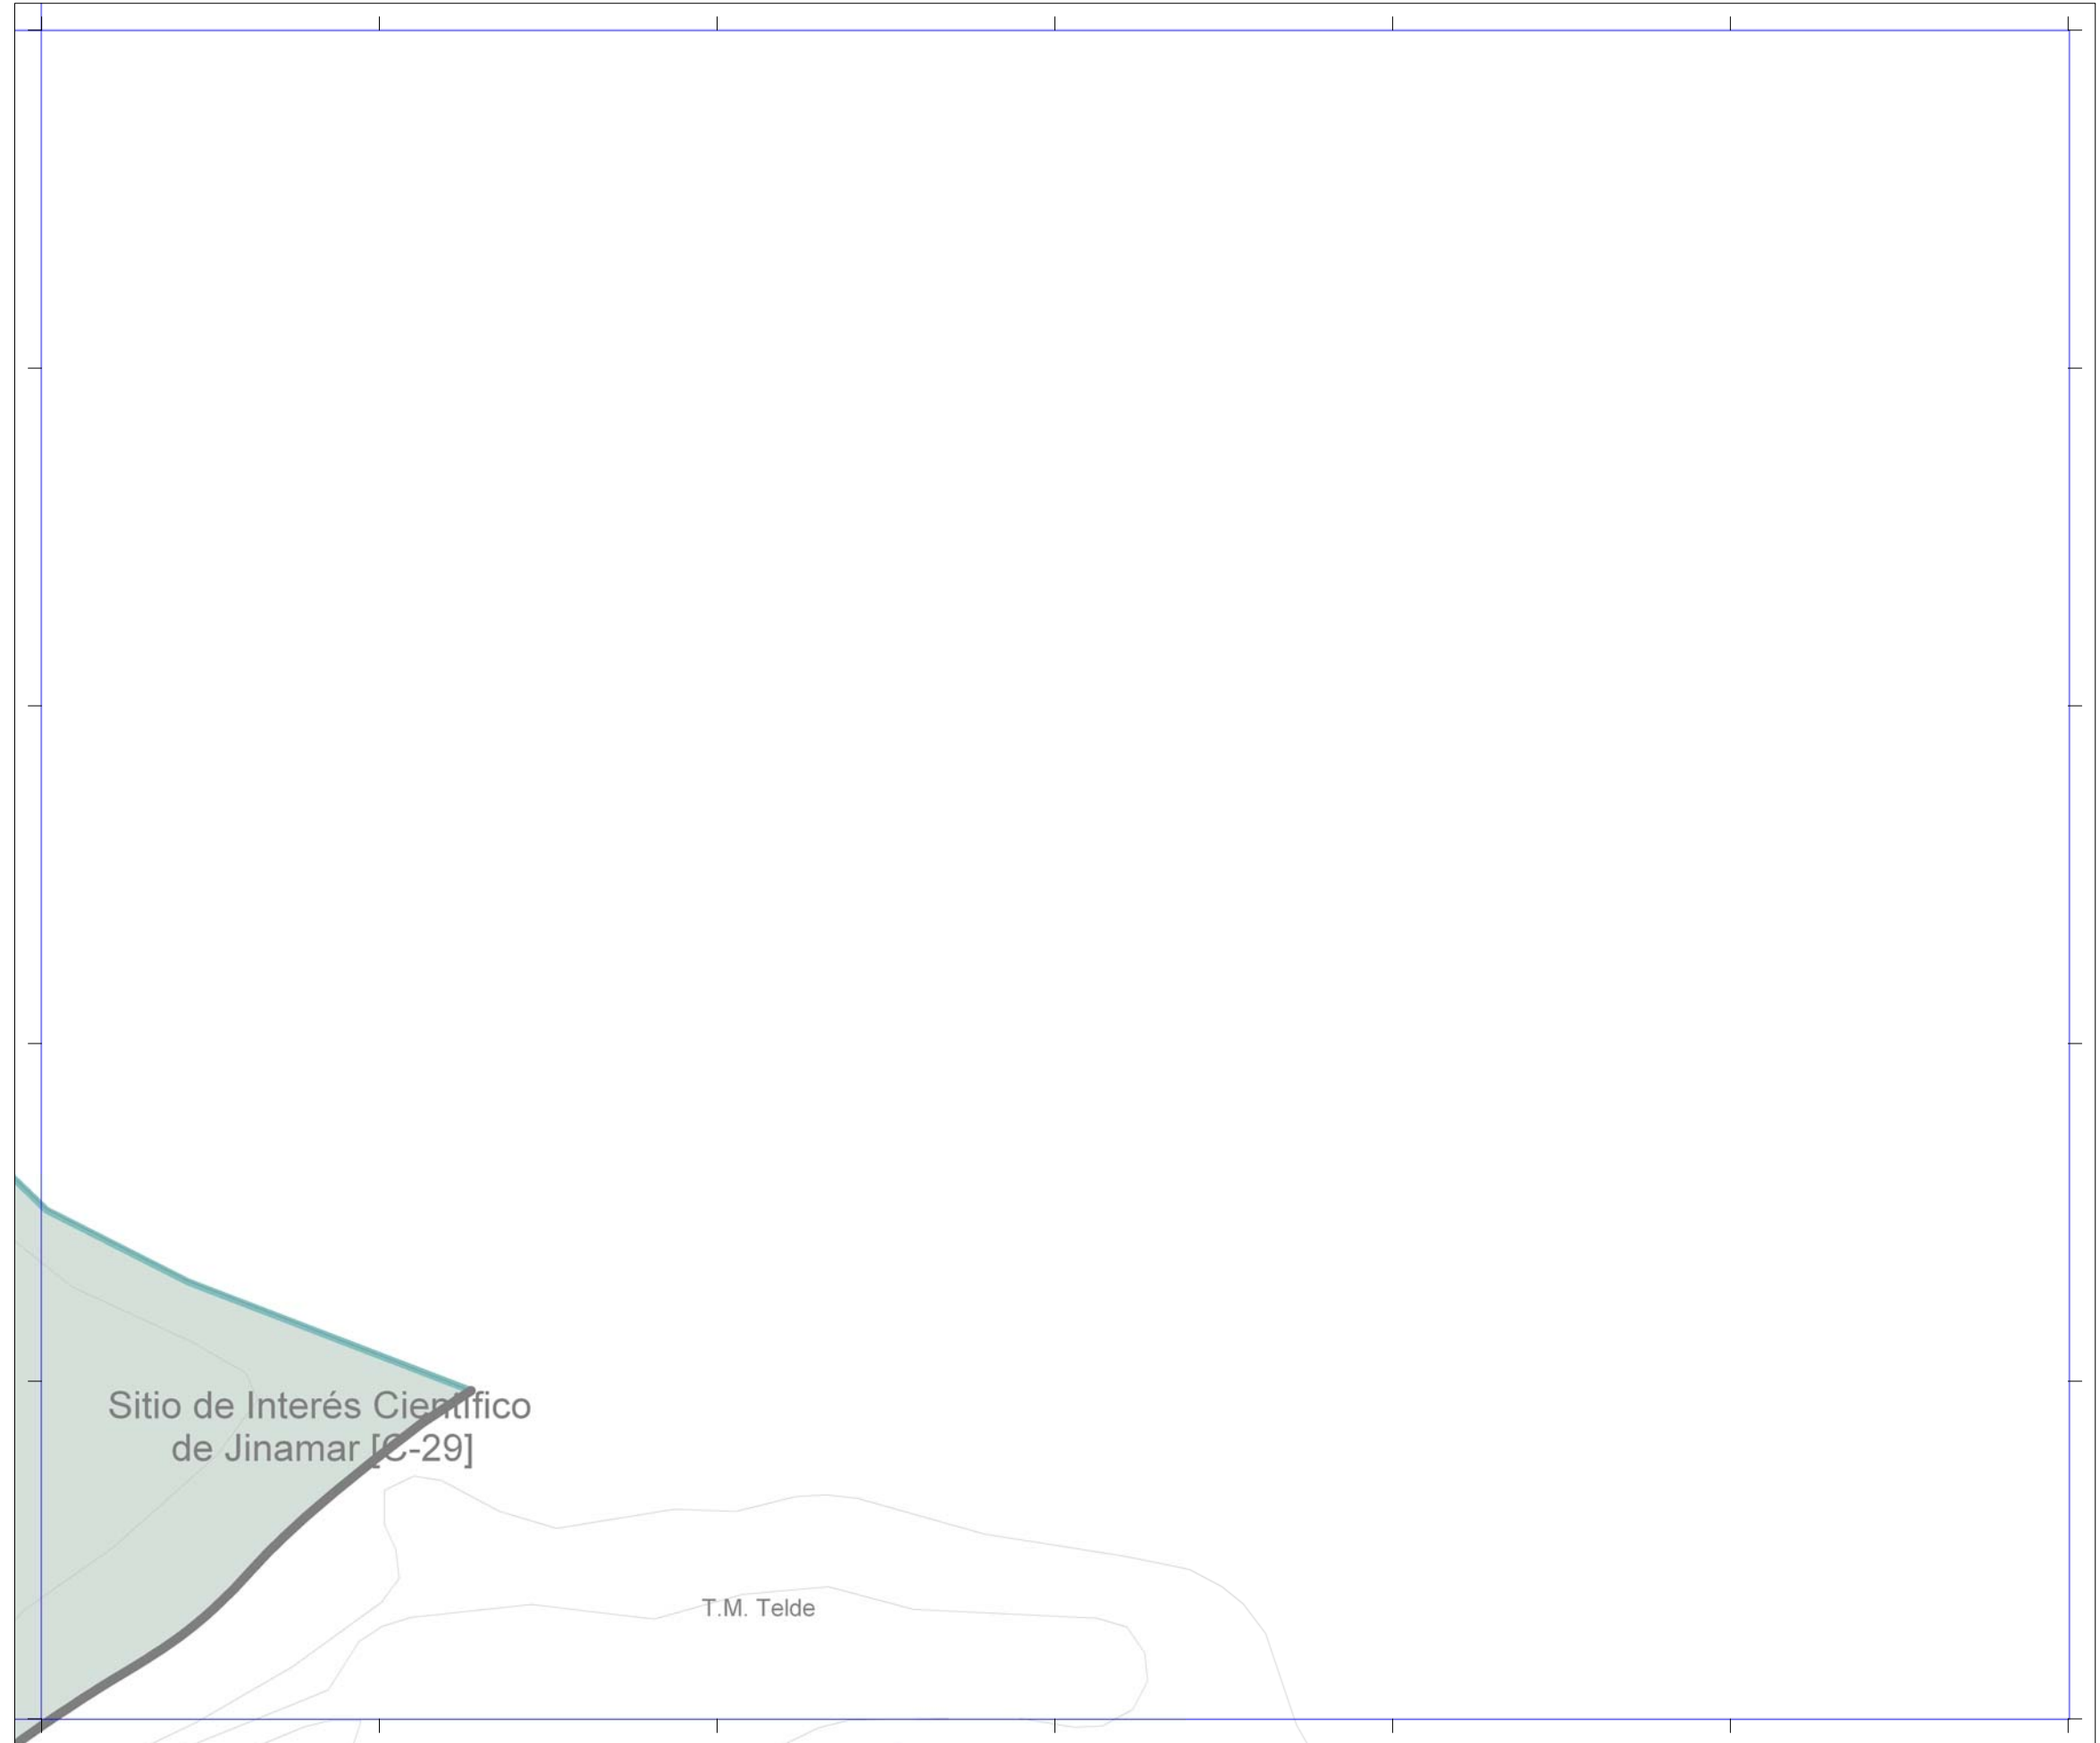 Sitio de Interés Científico
de Jinamar [C-29]
T.M. Telde